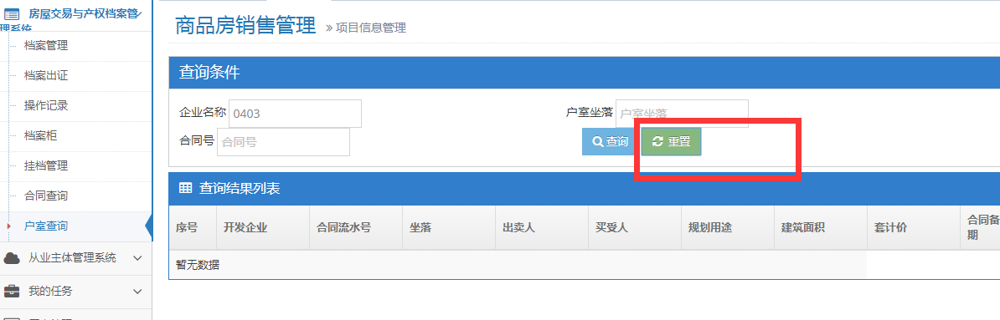 房屋交易与产权档案管
理系统
档案管理
档案出证
操作记录
档案柜
挂档管理
合同查询
户室查询
从业主体管理系统
我的任务
商品房销售管理 » 项目信息管理
查询条件
企业名称 0403 户室坐落 户室坐落
合同号 合同号 查询 重置
查询结果列表
序号 开发企业 合同流水号 坐落 出卖人 买受人 规划用途 建筑面积 套计价 合同备
期
暂无数据